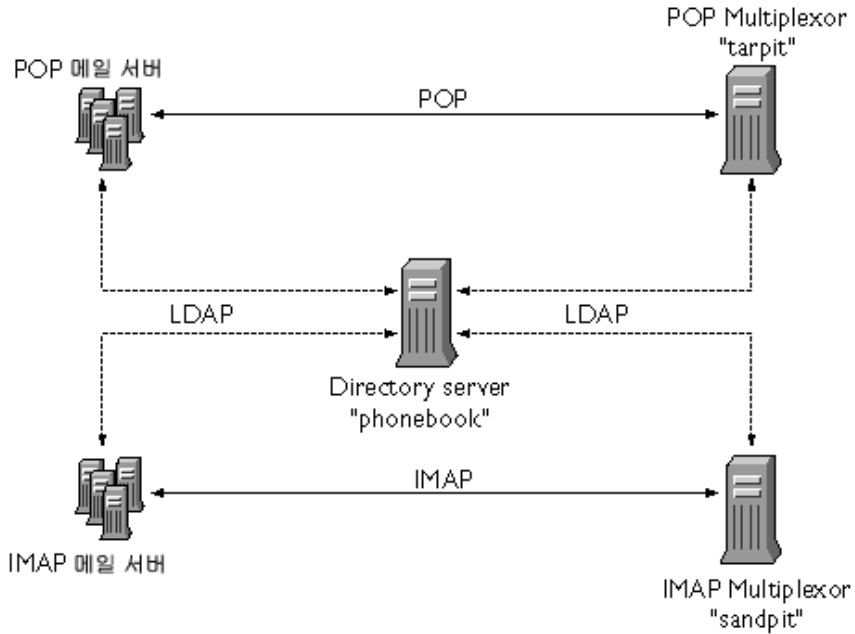 POP Multiplexor
"tarpit"
POP 메일 서버
POP
LDAP
LDAP
Directory server
"phonebook"
IMAP
IMAP 메일 서버
IMAP Multiplexor
"sandpit"